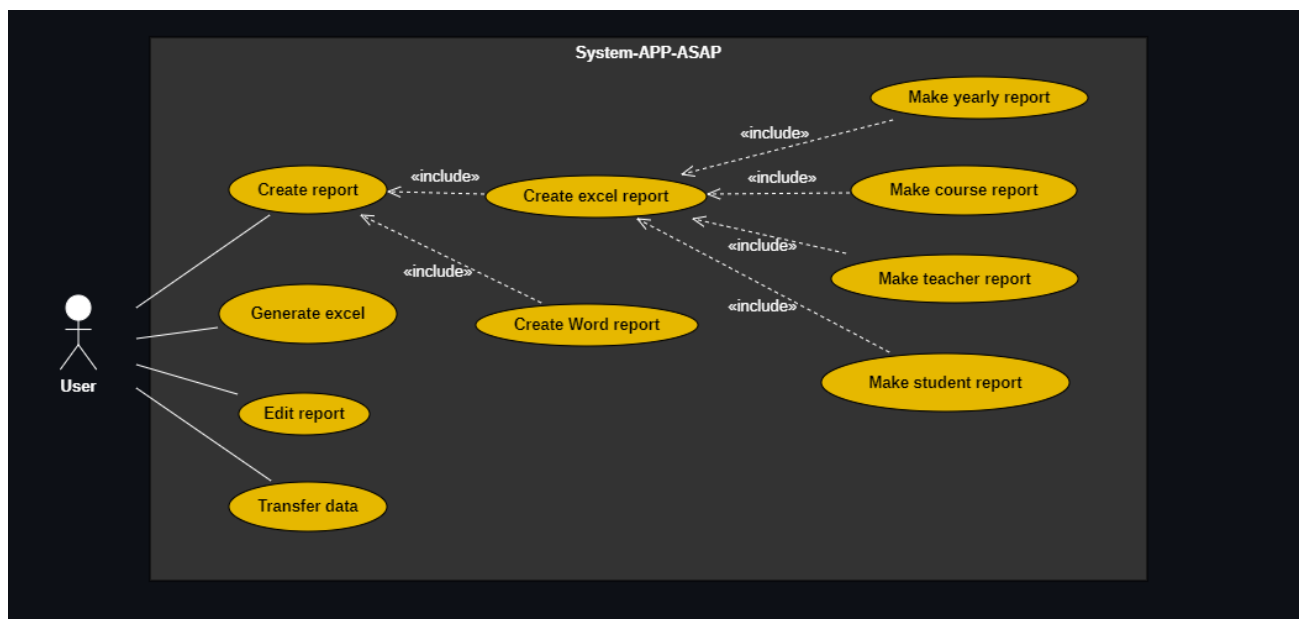 System-APP-ASAP
Make yearly report
«include»
Create report
«include»
Create excel report
«include»
Make course report
«include»
Make teacher report
«include»
«include»
Generate excel
Create Word report
User
Make student report
Edit report
Transfer data